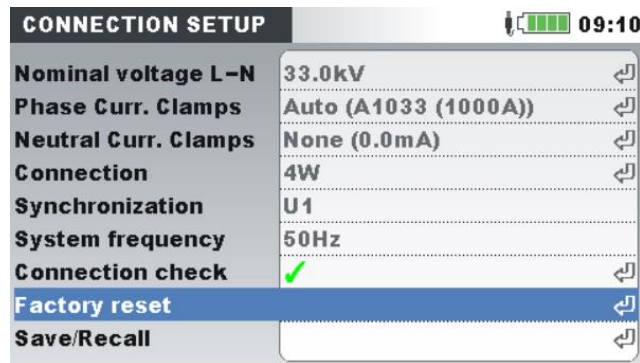 CONNECTION SETUP 09:10
Nominal voltage L-N 33.0kV
Phase Curr. Clamps Auto (A1033 (1000A))
Neutral Curr. Clamps None (0.0mA)
Connection 4W
Synchronization U1
System frequency 50Hz
Connection check ✓
Factory reset
Save/Recall